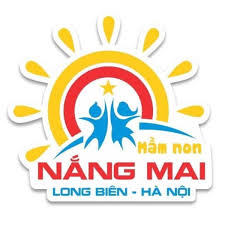 Mầm non
NẮNG MAI
LONG BIÊN - HÀ NỘI